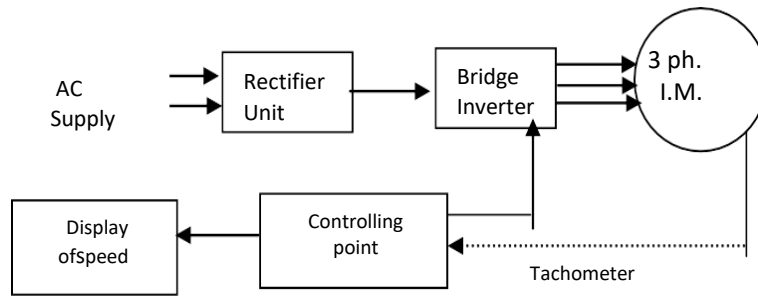 AC
Supply
Rectifier
Unit
Bridge
Inverter
3 ph.
I.M.
Display
ofspeed
Controlling
point
Tachometer